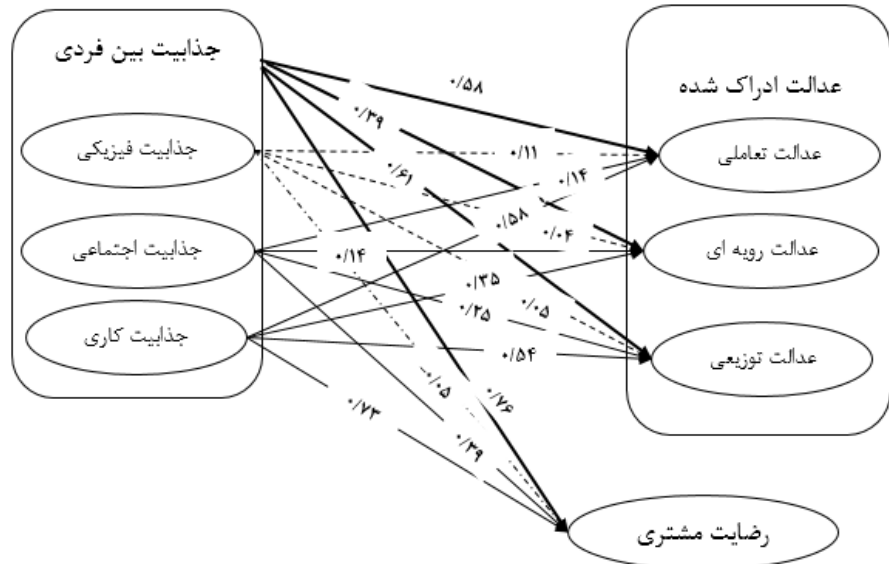 جذابیت بین فردی
جذابیت فیزیکی
جذابیت اجتماعی
جذابیت کاری
عدالت ادراک شده
عدالت تعاملی
عدالت رویه ای
عدالت توزیعی
رضایت مشتری
۰/۵۸
۰/۳۹
۰/۱۱
۰/۶۱
۰/۱۴
۰/۵۸
۰/۰۴
۰/۱۴
۰/۳۵
۰/۰۵
۰/۲۵
۰/۵۴
-۰/۰۵
۰/۷۶
۰/۷۳
۰/۳۹